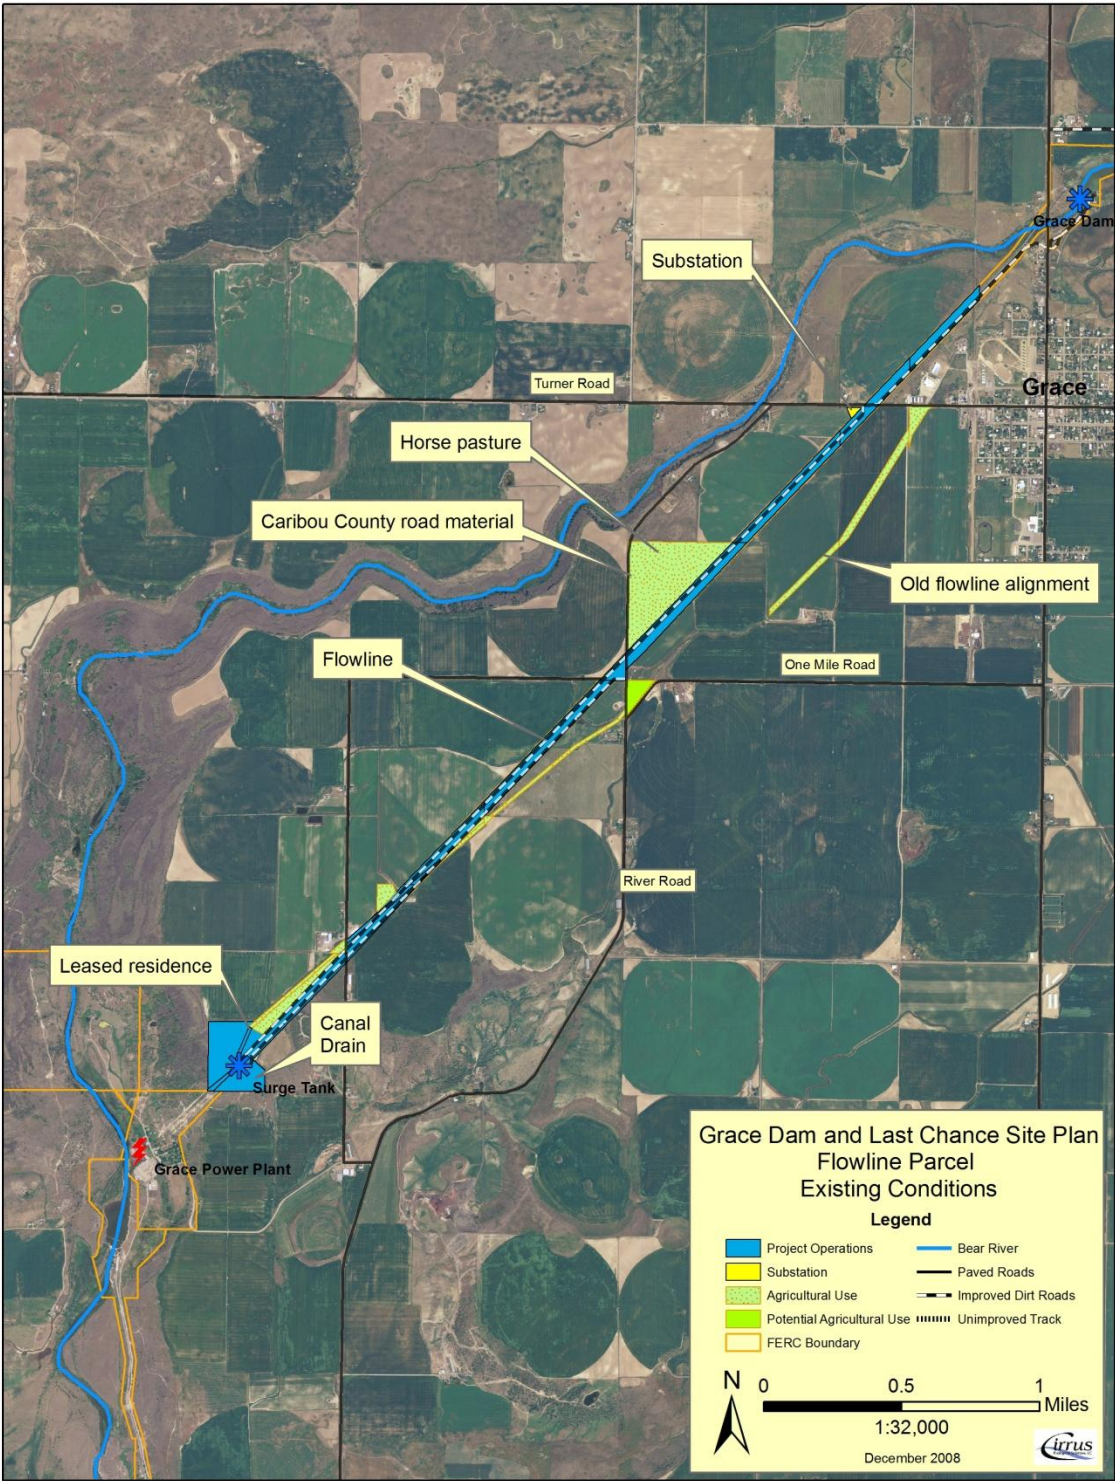 Grace Dam
Substation
Turner Road
Grace
Horse pasture
Caribou County road material
Old flowline alignment
Flowline
One Mile Road
River Road
Leased residence
Canal
Drain
Surge Tank
Grace Power Plant
Grace Dam and Last Chance Site Plan
Flowline Parcel
Existing Conditions
Legend
Project Operations
Substation
Agricultural Use
Potential Agricultural Use
FERC Boundary
Bear River
Paved Roads
Improved Dirt Roads
Unimproved Track
N
0 0.5 1
Miles
1:32,000
December 2008
Cirrus